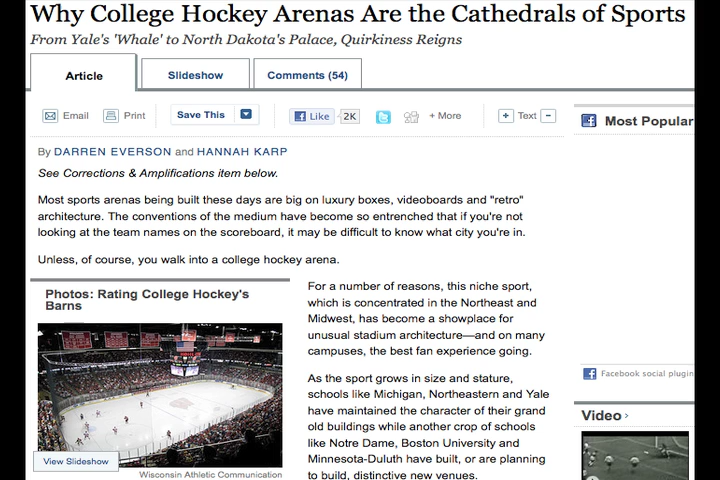 Why College Hockey Arenas Are the Cathedrals of Sports
From Yale's 'Whale' to North Dakota's Palace, Quirkiness Reigns
Article
Slideshow
Comments (54)
Email
Print
Save This
Like
2K
+ More
+ Text −
Most Popular
By DARREN EVERSON and HANNAH KARP
See Corrections & Amplifications item below.
Most sports arenas being built these days are big on luxury boxes, videoboards and "retro"
architecture. The conventions of the medium have become so entrenched that if you're not
looking at the team names on the scoreboard, it may be difficult to know what city you're in.
Unless, of course, you walk into a college hockey arena.
Photos: Rating College Hockey's
Barns
View Slideshow
Wisconsin Athletic Communication
For a number of reasons, this niche sport,
which is concentrated in the Northeast and
Midwest, has become a showplace for
unusual stadium architecture—and on many
campuses, the best fan experience going.
As the sport grows in size and stature,
schools like Michigan, Northeastern and Yale
have maintained the character of their grand
old buildings while another crop of schools
like Notre Dame, Boston University and
Minnesota-Duluth have built, or are planning
to build, distinctive new venues.
Facebook social plugin
Video ›